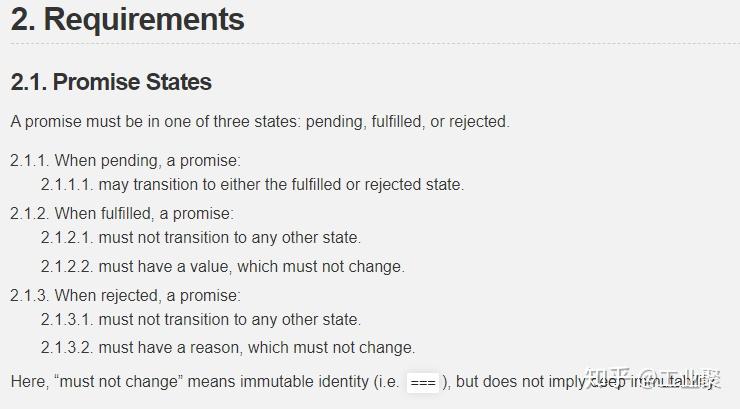 2. Requirements
2.1. Promise States
A promise must be in one of three states: pending, fulfilled, or rejected.
2.1.1. When pending, a promise:
2.1.1.1. may transition to either the fulfilled or rejected state.
2.1.2. When fulfilled, a promise:
2.1.2.1. must not transition to any other state.
2.1.2.2. must have a value, which must not change.
2.1.3. When rejected, a promise:
2.1.3.1. must not transition to any other state.
2.1.3.2. must have a reason, which must not change.
Here, “must not change” means immutable identity (i.e. === ), but does not imply deep immutability.
知乎 @工业聚